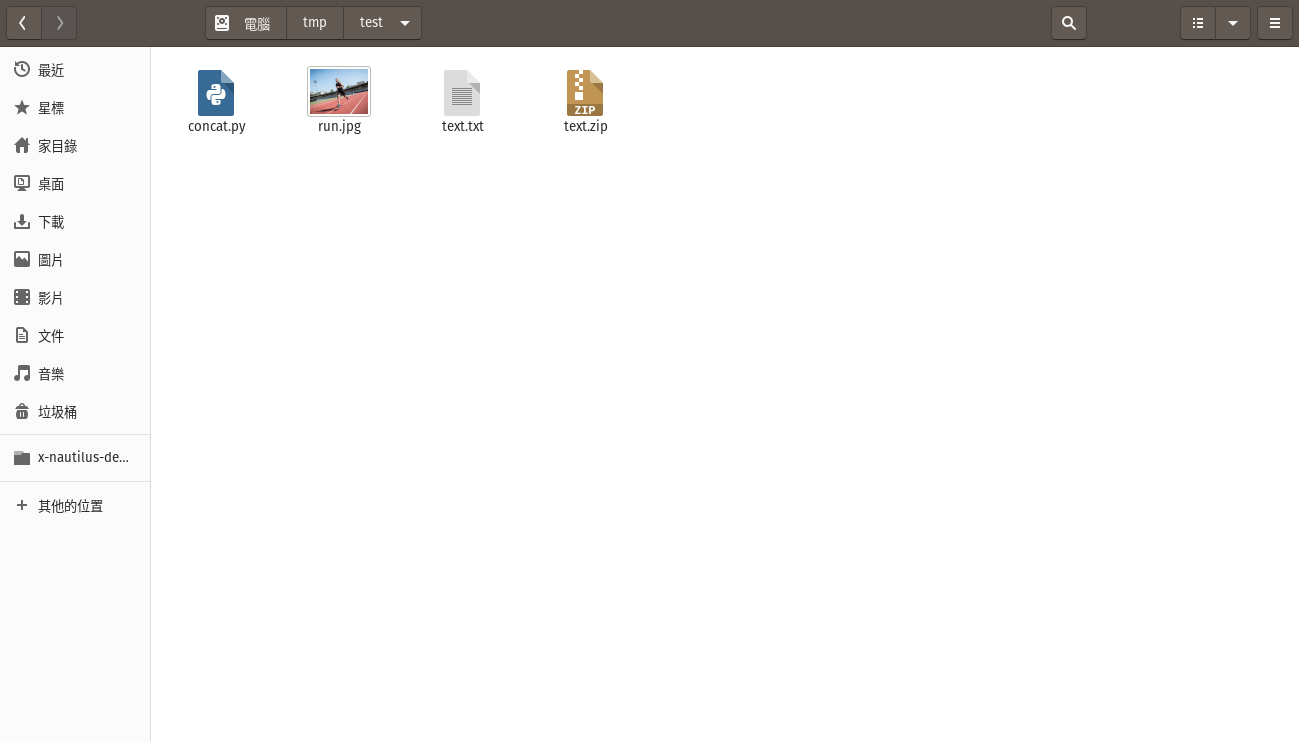 電腦 tmp test
最近
星標
家目錄
桌面
下載
圖片
影片
文件
音樂
垃圾桶
x-nautilus-de...
其他的位置
concat.py run.jpg text.txt text.zip
ZIP